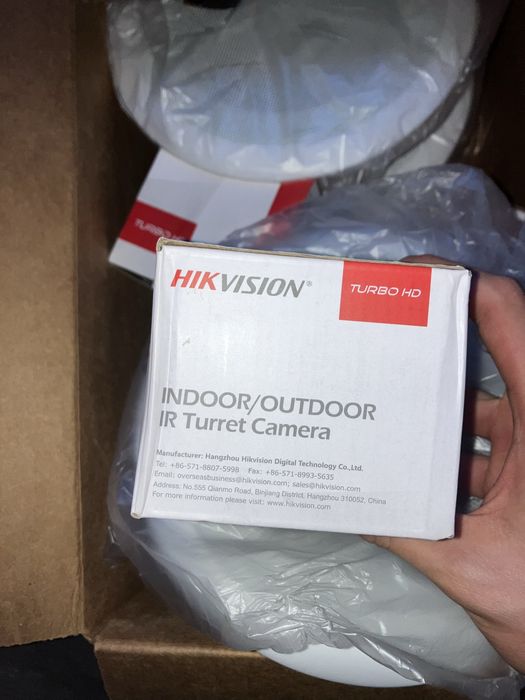 TURBO HD
HIKVISION®
TURBO HD
INDOOR/OUTDOOR
IR Turret Camera
Manufacturer: Hangzhou Hikvision Digital Technology Co.,Ltd.
Tel: +86-571-8807-5998 Fax: +86-571-8993-5635
Email: overseasbusiness@hikvision.com; sales@hikvision.com
Address: No.555 Qianmo Road, Binjiang District, Hangzhou 310052, China
For more information please visit: www.hikvision.com